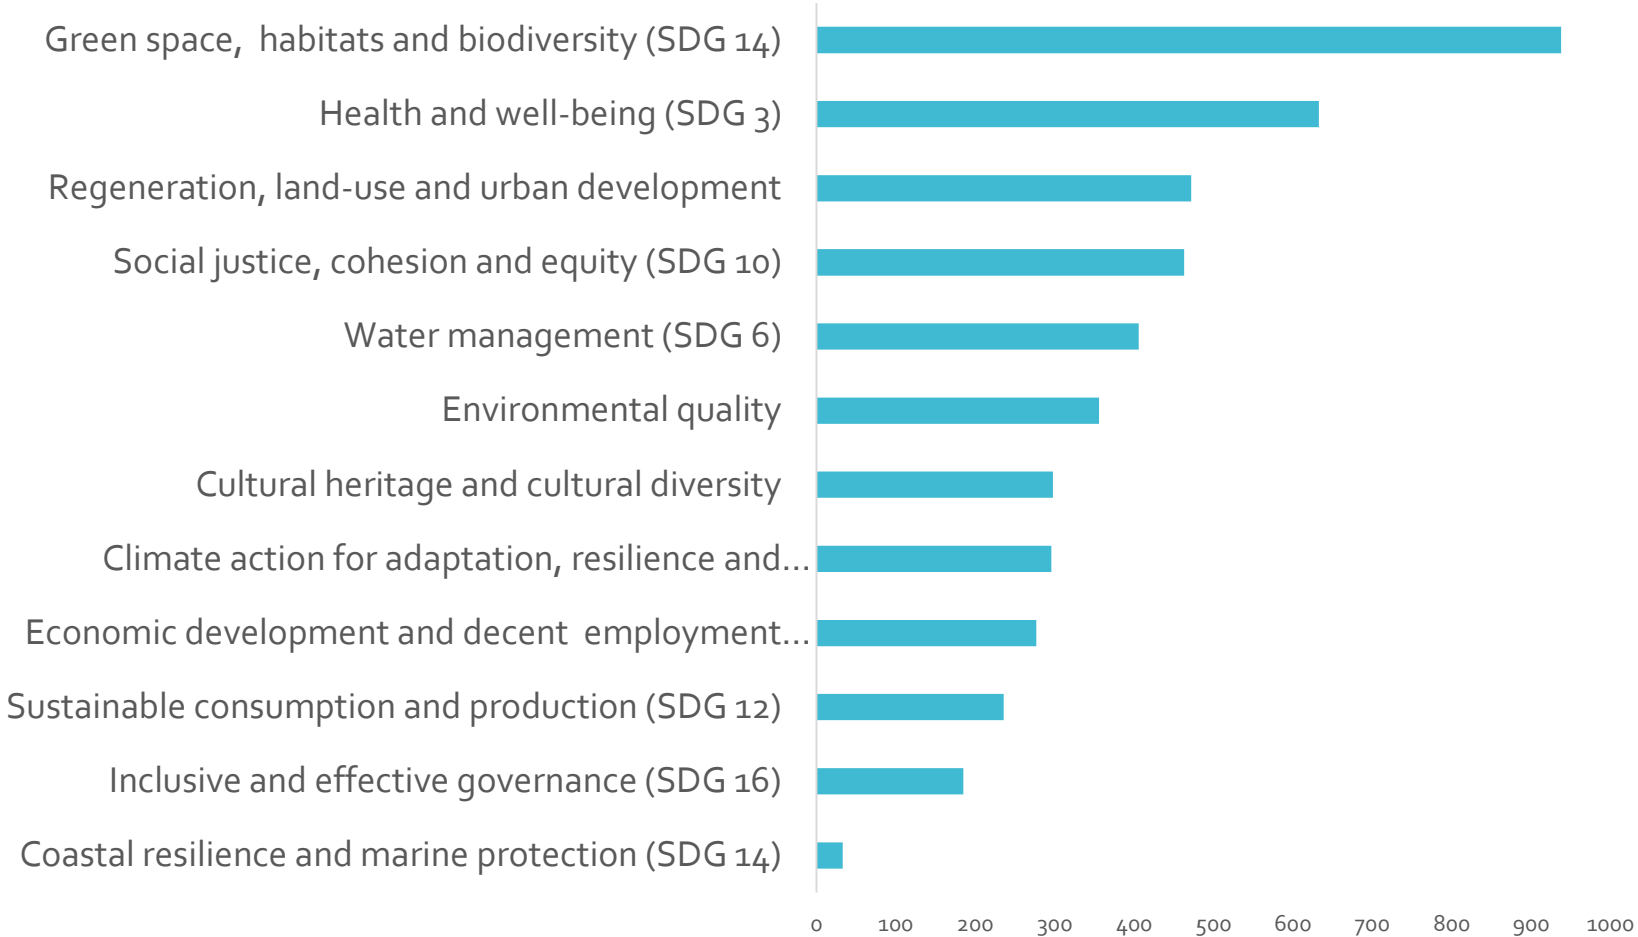 Green space,  habitats and biodiversity (SDG 14)
Health and well-being (SDG 3)
Regeneration, land-use and urban development
Social justice, cohesion and equity (SDG 10)
Water management (SDG 6)
Environmental quality
Cultural heritage and cultural diversity
Climate action for adaptation, resilience and...
Economic development and decent  employment...
Sustainable consumption and production (SDG 12)
Inclusive and effective governance (SDG 16)
Coastal resilience and marine protection (SDG 14)
0 100 200 300 400 500 600 700 800 900 1000